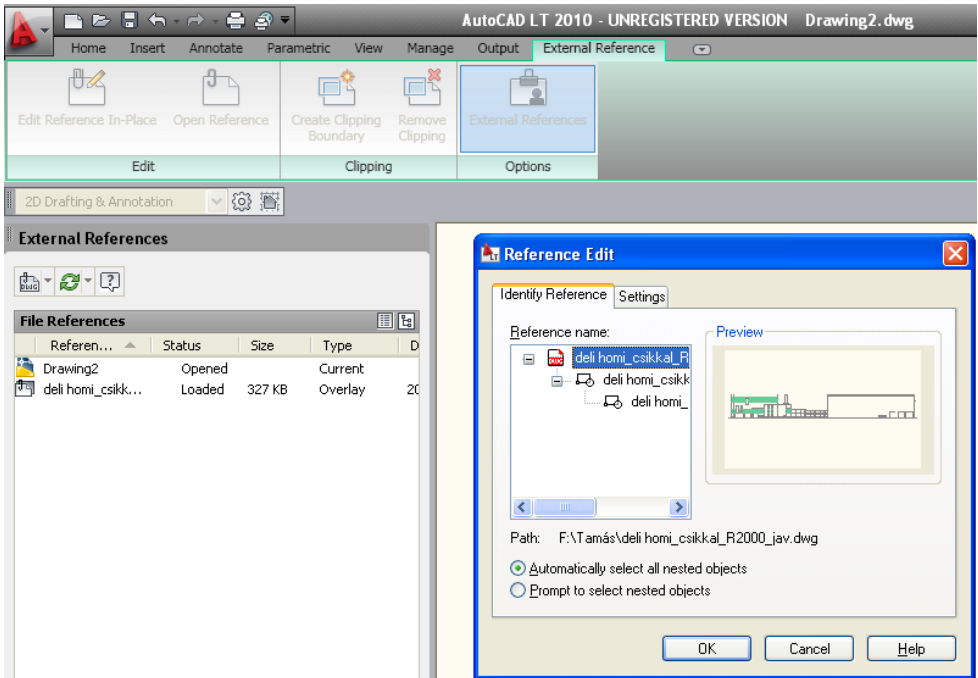 AutoCAD LT 2010 - UNREGISTERED VERSION Drawing2.dwg
Home Insert Annotate Parametric View Manage Output External Reference
Edit Reference In-Place Open Reference Create Clipping Boundary Remove Clipping External References
Edit Clipping Options
2D Drafting & Annotation
External References
DWG
File References
Referen... Status Size Type D
Drawing2 Opened Current
deli homi_csikk... Loaded 327 KB Overlay 20
LT Reference Edit
Identify Reference Settings
Reference name:
Preview
DWG deli homi_csikkal_R
deli homi_csikk
deli homi_
Path: F:\Tamás\deli homi_csikkal_R2000_jav.dwg
Automatically select all nested objects
Prompt to select nested objects
OK Cancel Help